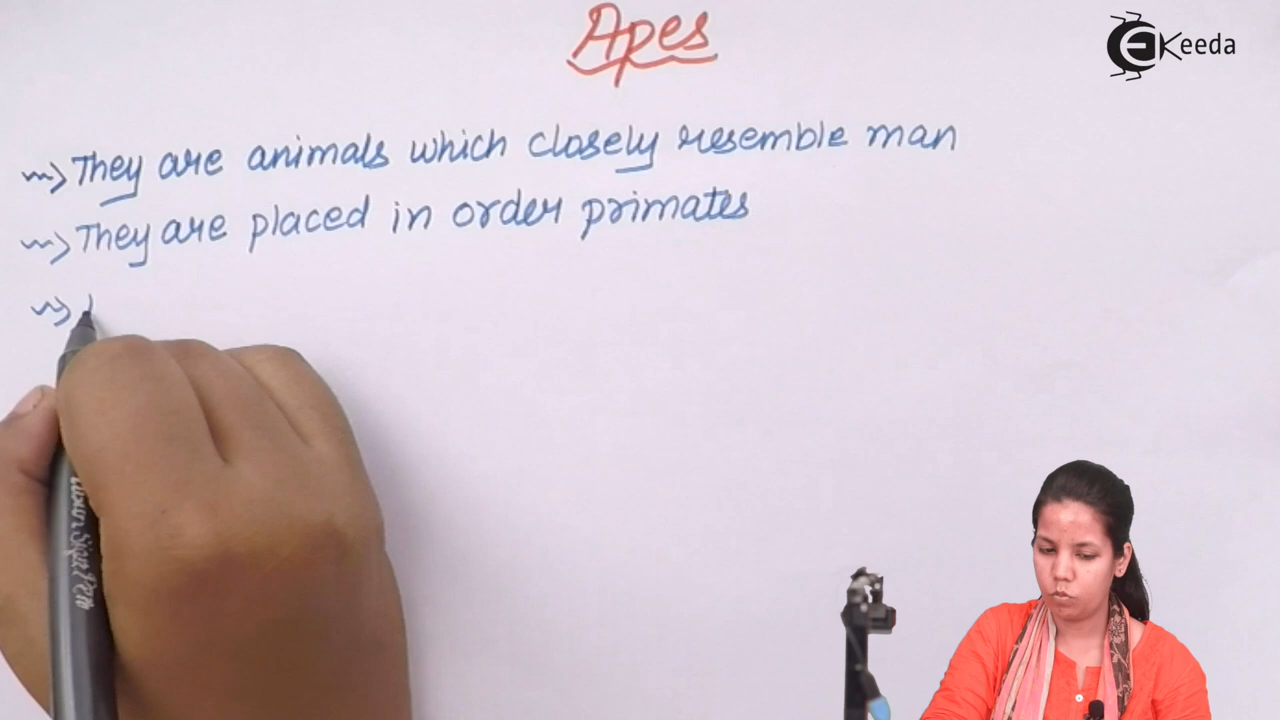 Apes
Keeda
They are animals which closely resemble man
They are placed in order primates